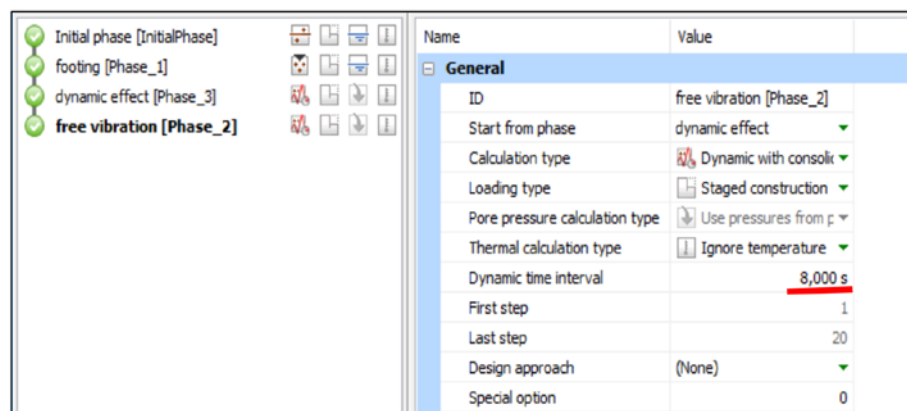 Initial phase [InitialPhase]
footing [Phase_1]
dynamic effect [Phase_3]
free vibration [Phase_2]
Name Value
General
ID free vibration [Phase_2]
Start from phase dynamic effect
Calculation type Dynamic with consolic
Loading type Staged construction
Pore pressure calculation type Use pressures from p
Thermal calculation type Ignore temperature
Dynamic time interval 8,000 s
First step 1
Last step 20
Design approach (None)
Special option 0